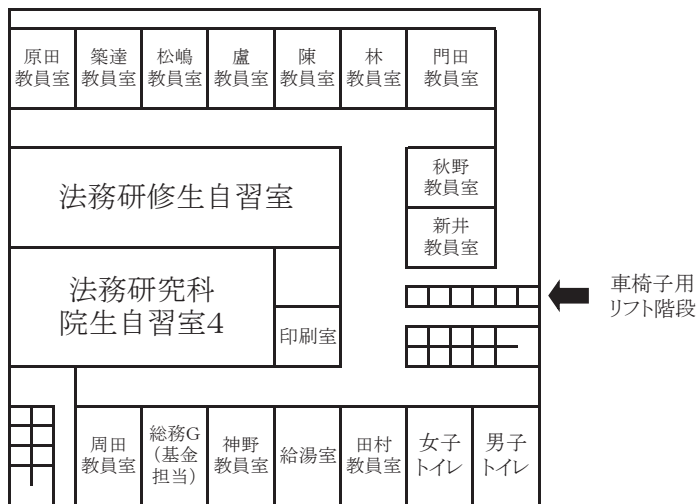 原田
教員室
築達
教員室
松嶋
教員室
盧
教員室
陳
教員室
林
教員室
門田
教員室
法務研修生自習室
秋野
教員室
新井
教員室
法務研究科
院生自習室4
印刷室
車椅子用
リフト階段
周田
教員室
総務G
（基金
担当）
神野
教員室
給湯室
田村
教員室
女子
トイレ
男子
トイレ